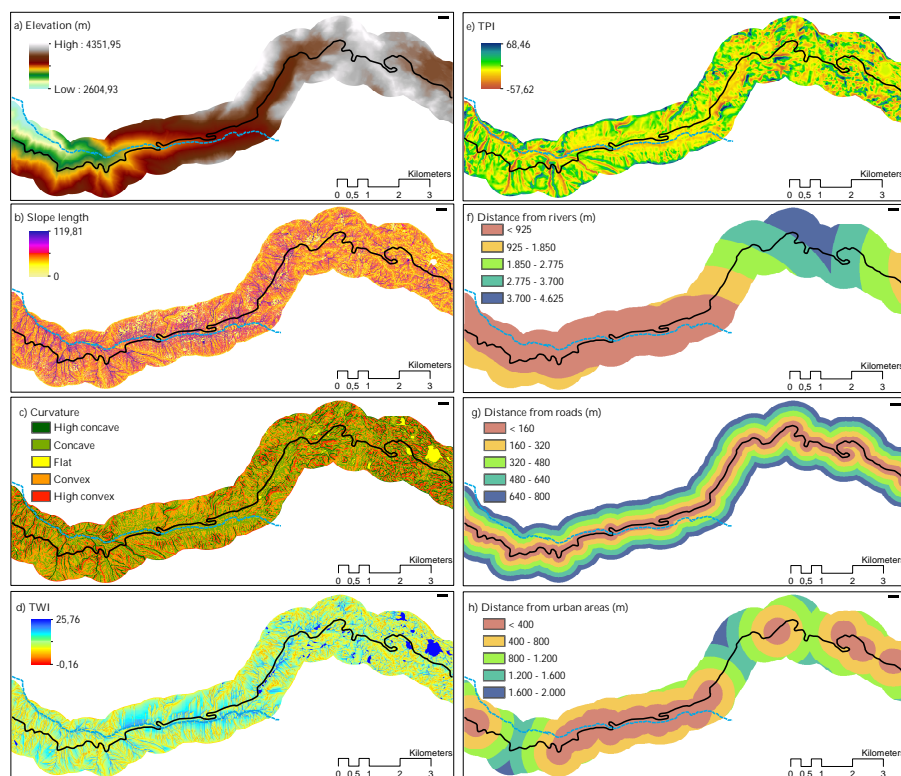 a) Elevation (m)
High : 4351,95
Low : 2604,93
Kilometers
0 0,5 1 2 3
b) Slope length
119,81
0
Kilometers
0 0,5 1 2 3
c) Curvature
High concave
Concave
Flat
Convex
High convex
Kilometers
0 0,5 1 2 3
d) TWI
25,76
-0,16
Kilometers
0 0,5 1 2 3
e) TPI
68,46
-57,62
Kilometers
0 0,5 1 2 3
f) Distance from rivers (m)
< 925
925 - 1.850
1.850 - 2.775
2.775 - 3.700
3.700 - 4.625
Kilometers
0 0,5 1 2 3
g) Distance from roads (m)
< 160
160 - 320
320 - 480
480 - 640
640 - 800
Kilometers
0 0,5 1 2 3
h) Distance from urban areas (m)
< 400
400 - 800
800 - 1.200
1.200 - 1.600
1.600 - 2.000
Kilometers
0 0,5 1 2 3